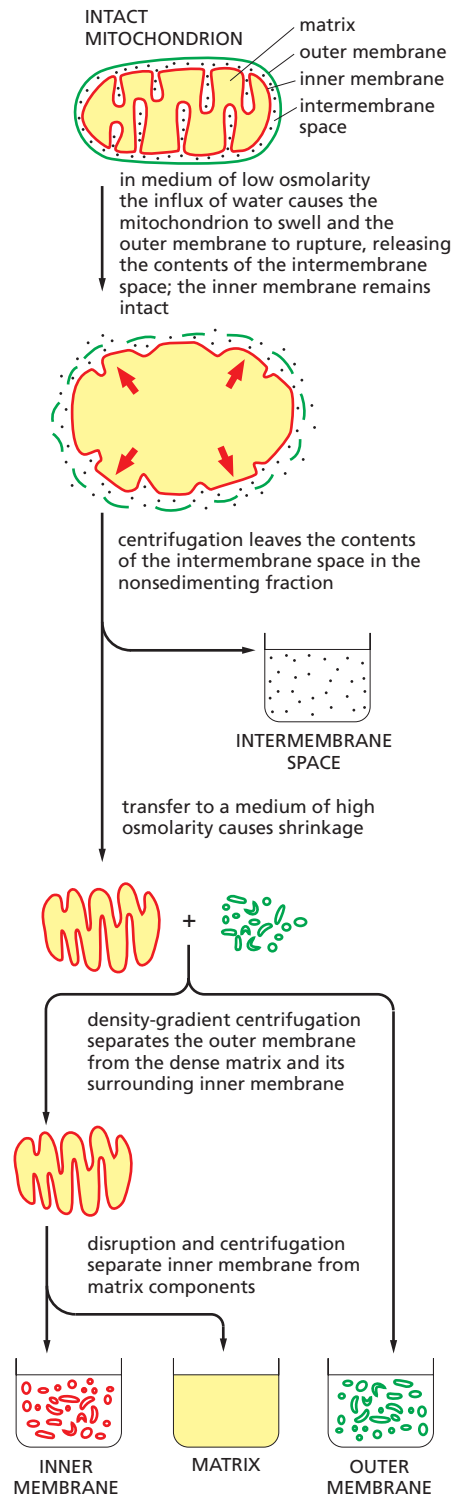 INTACT
MITOCHONDRION
matrix
outer membrane
inner membrane
intermembrane
space
in medium of low osmolarity
the influx of water causes the
mitochondrion to swell and the
outer membrane to rupture, releasing
the contents of the intermembrane
space; the inner membrane remains
intact
centrifugation leaves the contents
of the intermembrane space in the
nonsedimenting fraction
INTERMEMBRANE
SPACE
transfer to a medium of high
osmolarity causes shrinkage
+
density-gradient centrifugation
separates the outer membrane
from the dense matrix and its
surrounding inner membrane
disruption and centrifugation
separate inner membrane from
matrix components
INNER
MEMBRANE
MATRIX
OUTER
MEMBRANE